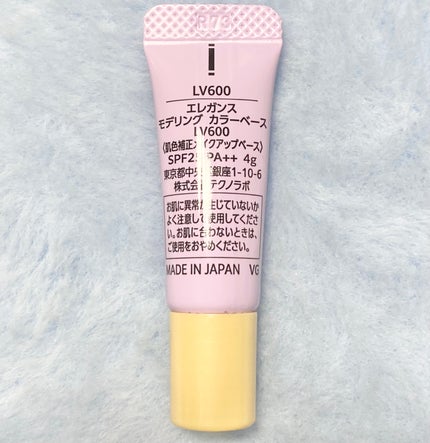 R73
LV600
エレガンス
モデリング カラーベース
LV600
〈肌色補正メイクアップベース〉
SPF25 PA++ 4g
東京都中央区銀座1-10-6
株式会社テクノラボ
お肌に異常が生じていないか
よく注意して使用してくださ
い。お肌に合わないときは、
ご使用をおやめください。
MADE IN JAPAN VG